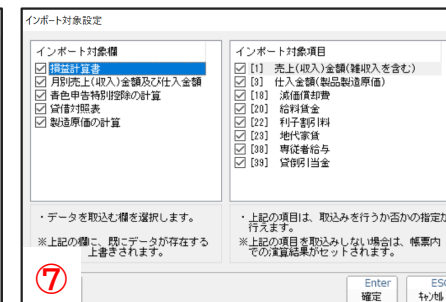 インポート対象設定
インポート対象欄
損益計算書
月別売上(収入)金額及び仕入金額
青色申告特別控除の計算
貸借対照表
製造原価の計算
インポート対象項目
[1] 売上(収入)金額(雑収入を含む)
[3] 仕入金額(製品製造原価)
[18] 減価償却費
[20] 給料賃金
[22] 利子割引料
[23] 地代家賃
[38] 専従者給与
[39] 貸倒引当金
・データを取込む欄を選択します。
※上記の欄に、既にデータが存在する
上書きされます。
・上記の項目は、取込みを行うか否かの指定が
行えます。
※上記の項目を取込みしない場合は、帳票内
での演算結果がセットされます。
⑦
Enter
確定
ESC
キャンセル